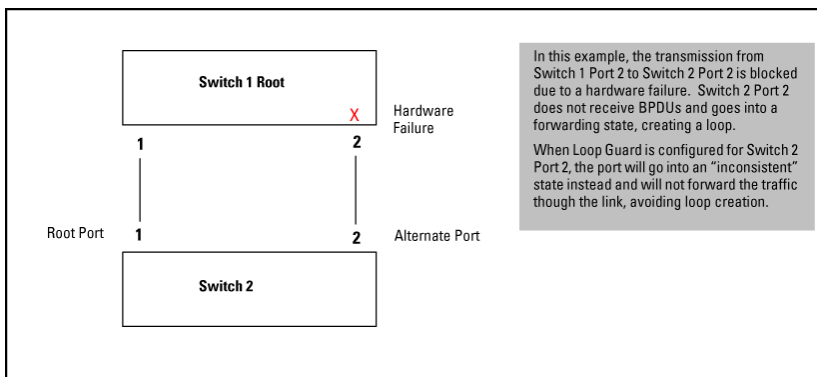 Switch 1 Root
X
Hardware
Failure
1
2
Root Port
1
2
Alternate Port
Switch 2
In this example, the transmission from
Switch 1 Port 2 to Switch 2 Port 2 is blocked
due to a hardware failure. Switch 2 Port 2
does not receive BPDUs and goes into a
forwarding state, creating a loop.
When Loop Guard is configured for Switch 2
Port 2, the port will go into an “inconsistent”
state instead and will not forward the traffic
though the link, avoiding loop creation.